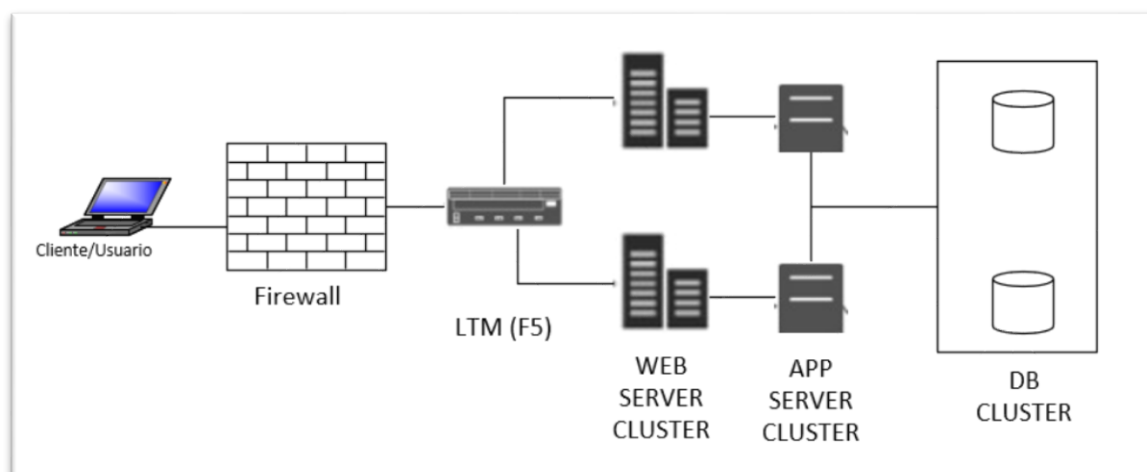 Cliente/Usuario
Firewall
LTM (F5)
WEB
SERVER
CLUSTER
APP
SERVER
CLUSTER
DB
CLUSTER